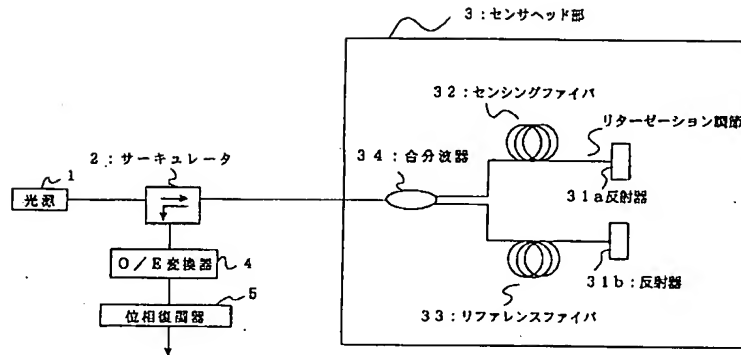 3：センサヘッド部
32：センシングファイバ
リターゼーション調節
34：合分波器
2：サーキュレータ
1
光源
31a反射器
O／E変換器
4
31b：反射器
5
位相復調器
33：リファレンスファイバ